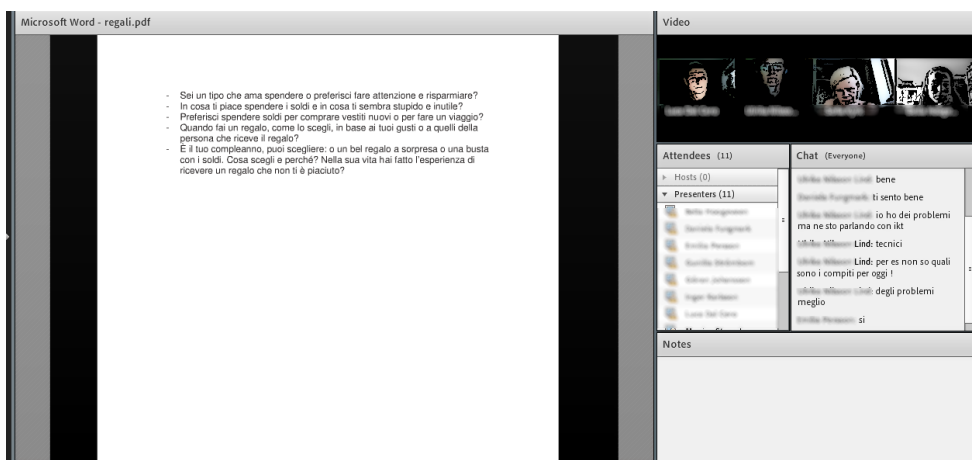 Microsoft Word - regali.pdf
- Sei un tipo che ama spendere o preferisci fare attenzione e risparmiare?
- In cosa ti piace spendere i soldi e in cosa ti sembra stupido e inutile?
- Preferisci spendere soldi per comprare vestiti nuovi o per fare un viaggio?
- Quando fai un regalo, come lo scegli, in base ai tuoi gusti o a quelli della
persona che riceve il regalo?
- È il tuo compleanno, puoi scegliere: o un bel regalo a sorpresa o una busta
con i soldi. Cosa scegli e perché? Nella sua vita hai fatto l'esperienza di
ricevere un regalo che non ti è piaciuto?
Video
Attendees (11)
Hosts (0)
Presenters (11)
Chat (Everyone)
bene
ti sento bene
io ho dei problemi
ma ne sto parlando con ikt
Lind: tecnici
Lind: per es non so quali
sono i compiti per oggi !
degli problemi
meglio
si
Notes